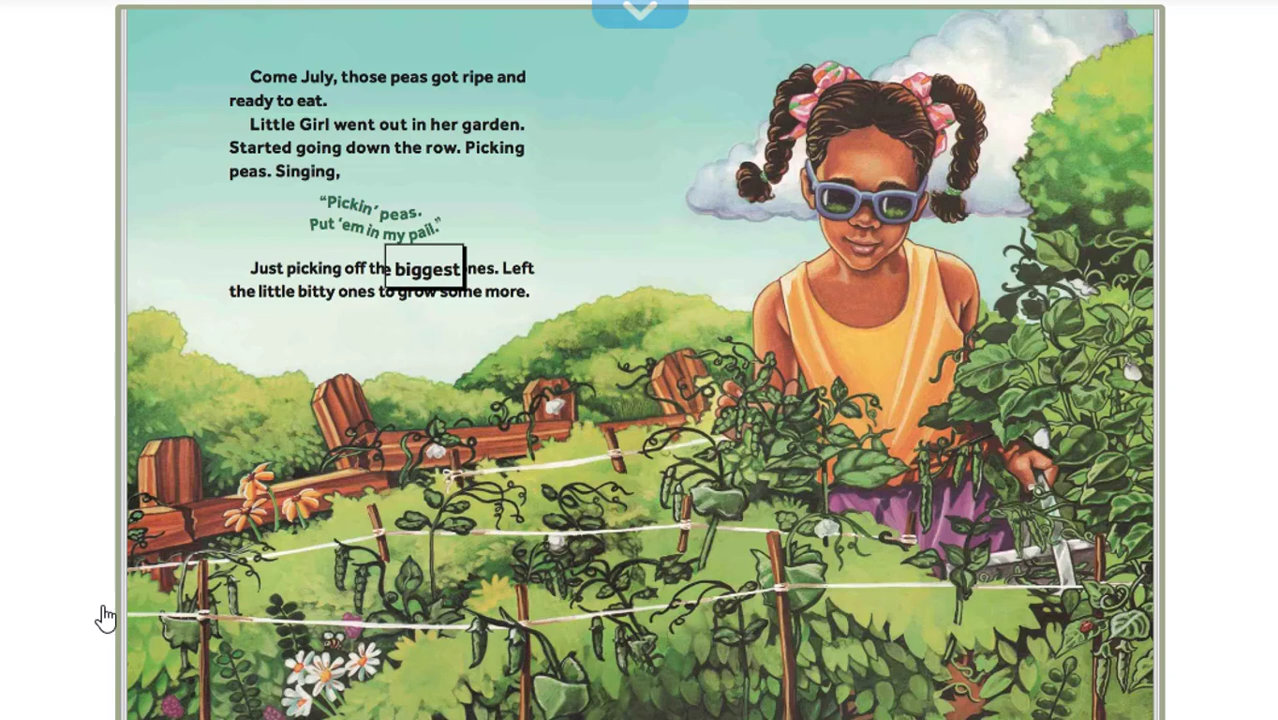 Come July, those peas got ripe and
ready to eat.
Little Girl went out in her garden.
Started going down the row. Picking
peas. Singing,
“Pickin’ peas.
Put ’em in my pail.”
Just picking off the biggest ones. Left
the little bitty ones to grow some more.